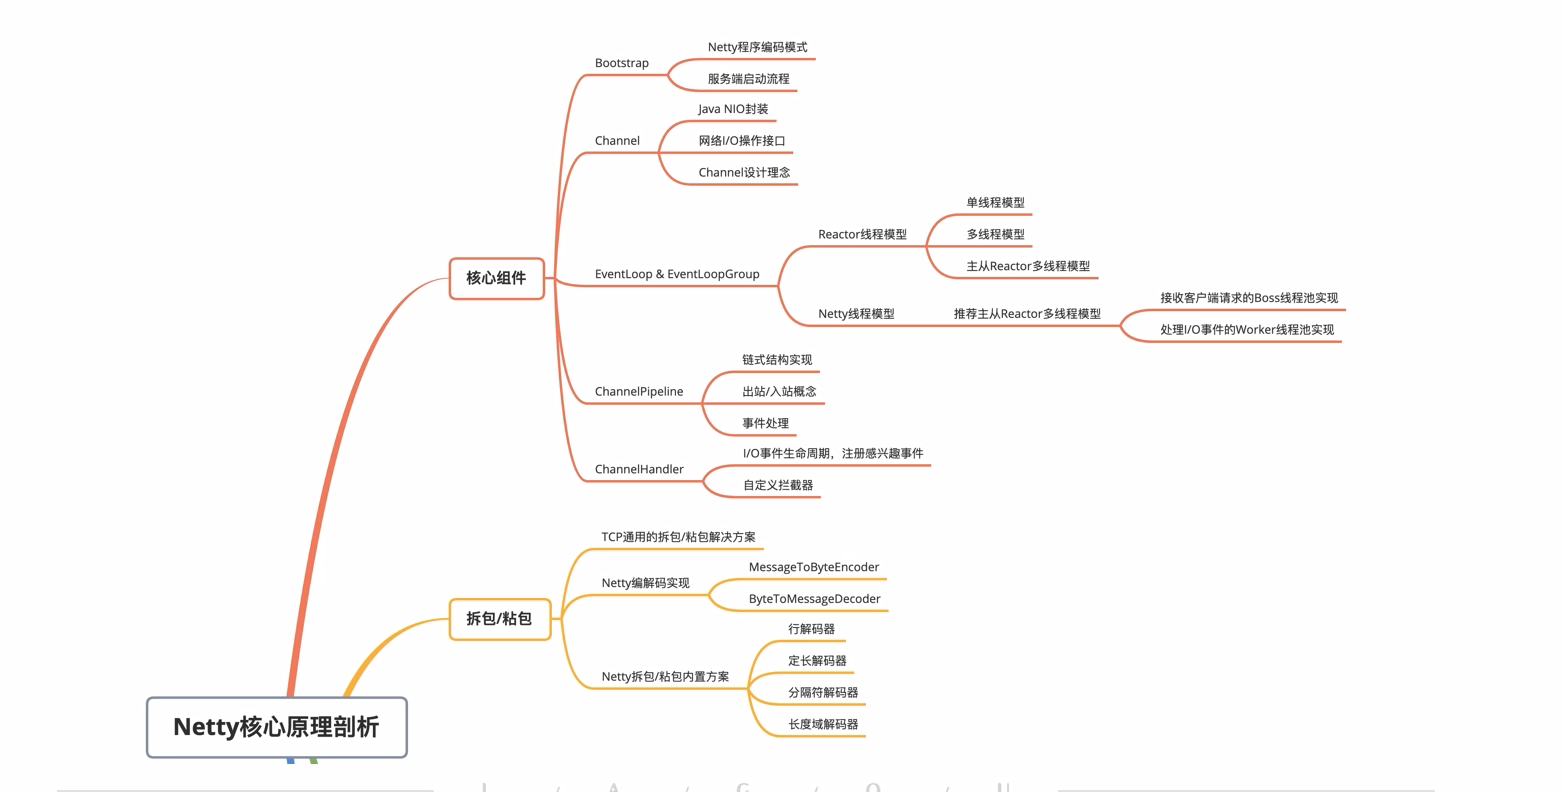 Netty程序编码模式
Bootstrap
服务端启动流程
Java NIO封装
Channel
网络I/O操作接口
Channel设计理念
单线程模型
Reactor线程模型
多线程模型
主从Reactor多线程模型
核心组件
EventLoop & EventLoopGroup
接收客户端请求的Boss线程池实现
Netty线程模型
推荐主从Reactor多线程模型
处理I/O事件的Worker线程池实现
链式结构实现
ChannelPipeline
出站/入站概念
事件处理
I/O事件生命周期，注册感兴趣事件
ChannelHandler
自定义拦截器
TCP通用的拆包/粘包解决方案
MessageToByteEncoder
Netty编解码实现
ByteToMessageDecoder
拆包/粘包
行解码器
定长解码器
Netty拆包/粘包内置方案
分隔符解码器
长度域解码器
Netty核心原理剖析